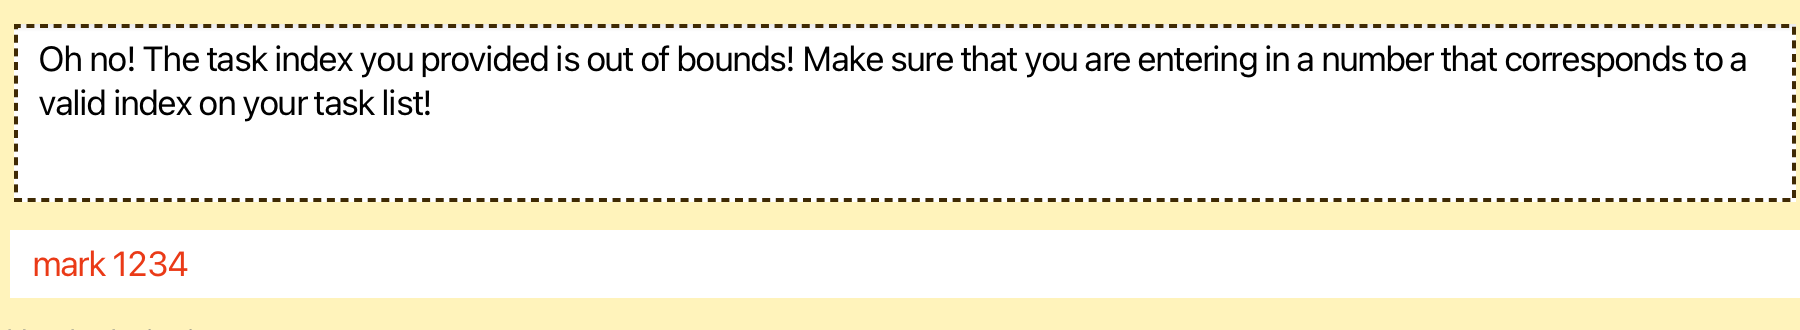 Oh no! The task index you provided is out of bounds! Make sure that you are entering in a number that corresponds to a
valid index on your task list!
mark 1234